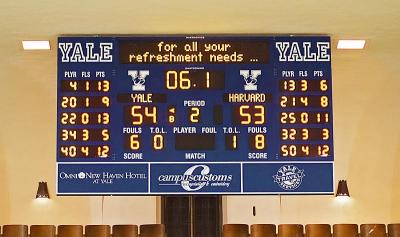 for all your
refreshment needs ...
YALE
YALE
PLYR FLS PTS
PLYR FLS PTS
06.1
4 1 13
13 3 6
YALE
HARVARD
20 1 9
21 4 8
54
B
PERIOD
2
53
22 0 13
25 0 3
FOULS
T.O.L.
PLAYER
FOUL
T.O.L.
FOULS
34 3 5
32 3 3
6
0
1
8
40 4 12
50 4 12
SCORE
MATCH
SCORE
OMNI NEW HAVEN HOTEL
AT YALE
campuscustoms
YALE
TRAVEL